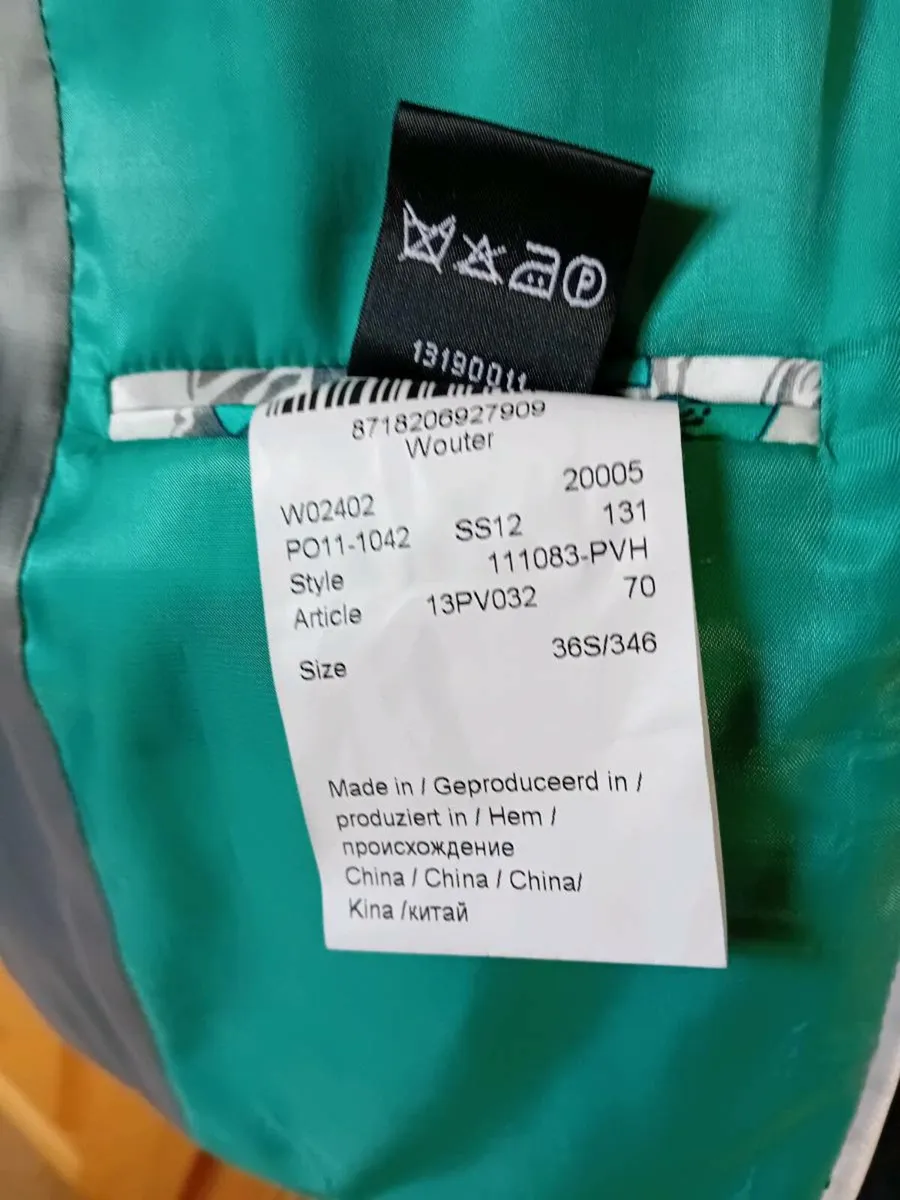 P
13190011
8718206927909
Wouter
W02402 20005
PO11-1042 SS12 131
Style 111083-PVH
Article 13PV032 70
Size 36S/346
Made in / Geproduceerd in /
produziert in / Hem /
происхождение
China / China / China/
Kina /китай